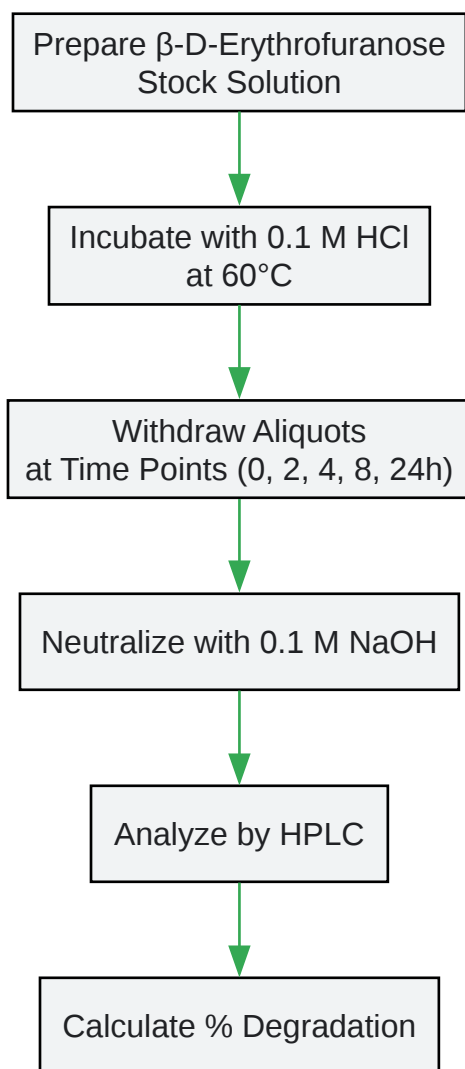 Prepare β-D-Erythrofuranose
Stock Solution
Incubate with 0.1 M HCl
at 60°C
Withdraw Aliquots
at Time Points (0, 2, 4, 8, 24h)
Neutralize with 0.1 M NaOH
Analyze by HPLC
Calculate % Degradation